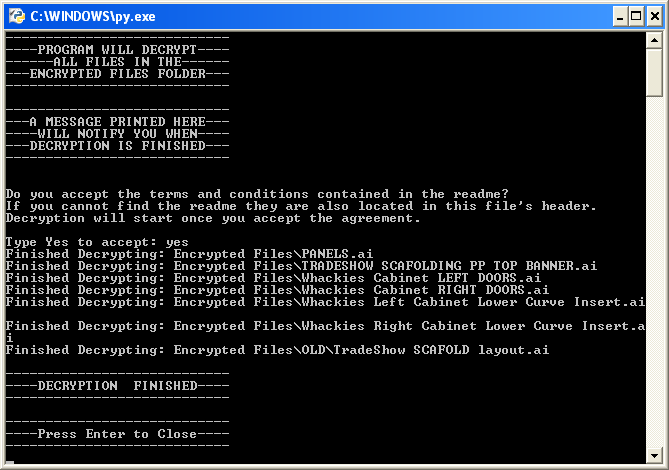 C:\WINDOWS\py.exe
------------------------------
----PROGRAM WILL DECRYPT----
------ALL FILES IN THE-------
---ENCRYPTED FILES FOLDER---
------------------------------
------------------------------
---A MESSAGE PRINTED HERE---
----WILL NOTIFY YOU WHEN----
---DECRYPTION IS FINISHED---
------------------------------
Do you accept the terms and conditions contained in the readme?
If you cannot find the readme they are also located in this file's header.
Decryption will start once you accept the agreement.
Type Yes to accept: yes
Finished Decrypting: Encrypted Files\PANELS.ai
Finished Decrypting: Encrypted Files\TRADESHOW SCAFOLDING PP TOP BANNER.ai
Finished Decrypting: Encrypted Files\Whackies Cabinet LEFT DOORS.ai
Finished Decrypting: Encrypted Files\Whackies Cabinet RIGHT DOORS.ai
Finished Decrypting: Encrypted Files\Whackies Left Cabinet Lower Curve Insert.ai
Finished Decrypting: Encrypted Files\Whackies Right Cabinet Lower Curve Insert.a
i
Finished Decrypting: Encrypted Files\OLD\TradeShow SCAFOLD layout.ai
------------------------------
----DECRYPTION  FINISHED----
------------------------------
------------------------------
----Press Enter to Close----
------------------------------